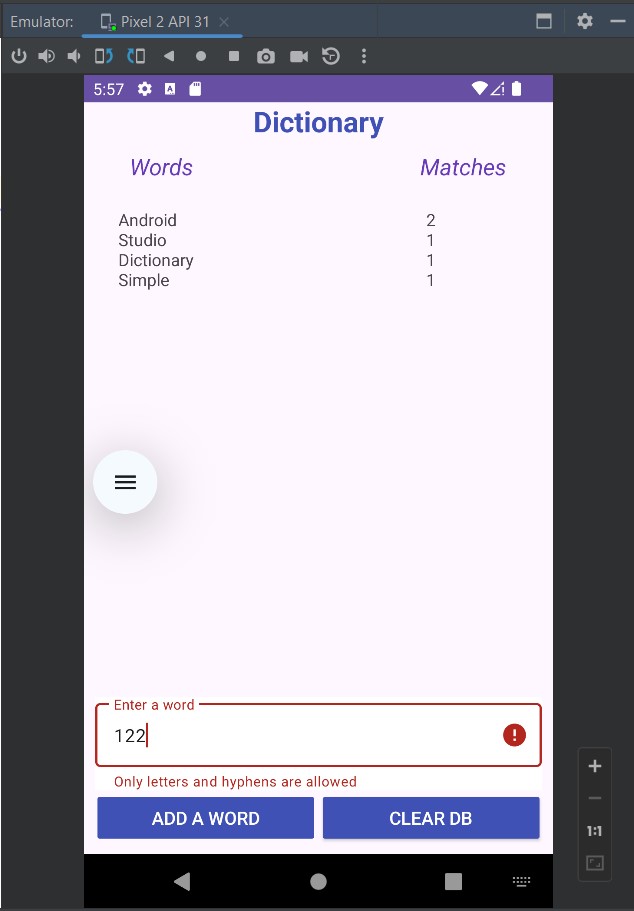 Emulator: Pixel 2 API 31
5:57
Dictionary
Words Matches
Android 2
Studio 1
Dictionary 1
Simple 1
Enter a word
122
Only letters and hyphens are allowed
ADD A WORD CLEAR DB
1:1